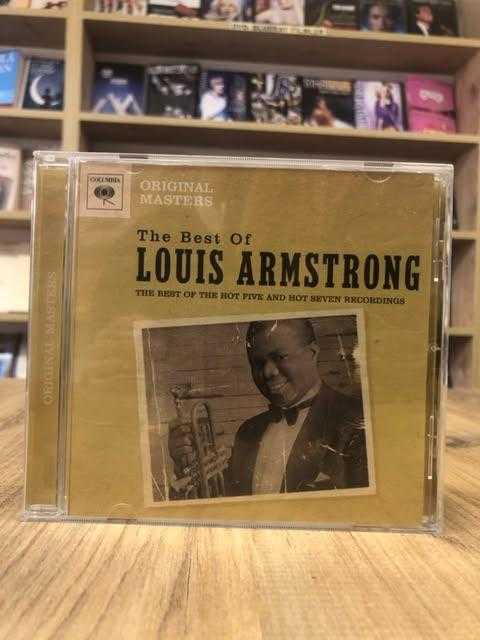 COLUMBIA
ORIGINAL
MASTERS
The Best Of
LOUIS ARMSTRONG
THE BEST OF THE HOT FIVE AND HOT SEVEN RECORDINGS
ORIGINAL MASTERS